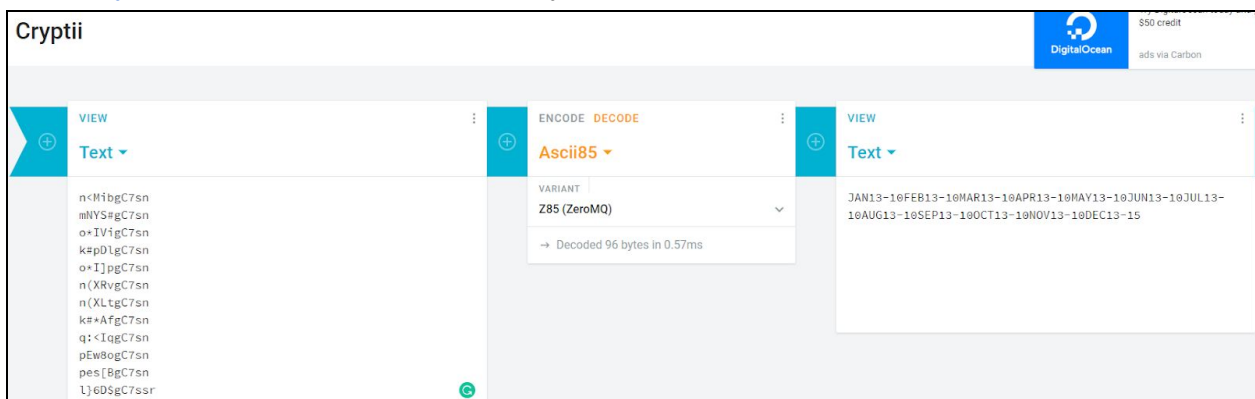 Cryptii
DigitalOcean
$50 credit
ads via Carbon
VIEW
Text
n<MibgC7sn
mNYS#gC7sn
o*IVigC7sn
k#pDlgC7sn
o*I]pgC7sn
n(XRvgC7sn
n(XLtgC7sn
k#*AfgC7sn
q:<IqgC7sn
pEw8ogC7sn
pes[BgC7sn
l}6D$gC7ssr
ENCODE DECODE
Ascii85
VARIANT
Z85 (ZeroMQ)
→ Decoded 96 bytes in 0.57ms
VIEW
Text
JAN13-10FEB13-10MAR13-10APR13-10MAY13-10JUN13-10JUL13-
10AUG13-10SEP13-10OCT13-10NOV13-10DEC13-15